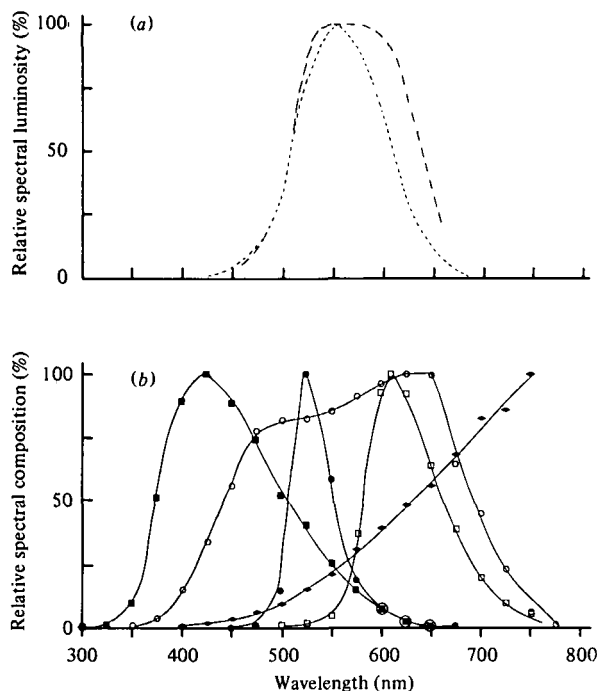 (a)
Relative spectral luminosity (%)
100
50
0
(b)
Relative spectral composition (%)
100
50
0
300 400 500 600 700 800
Wavelength (nm)